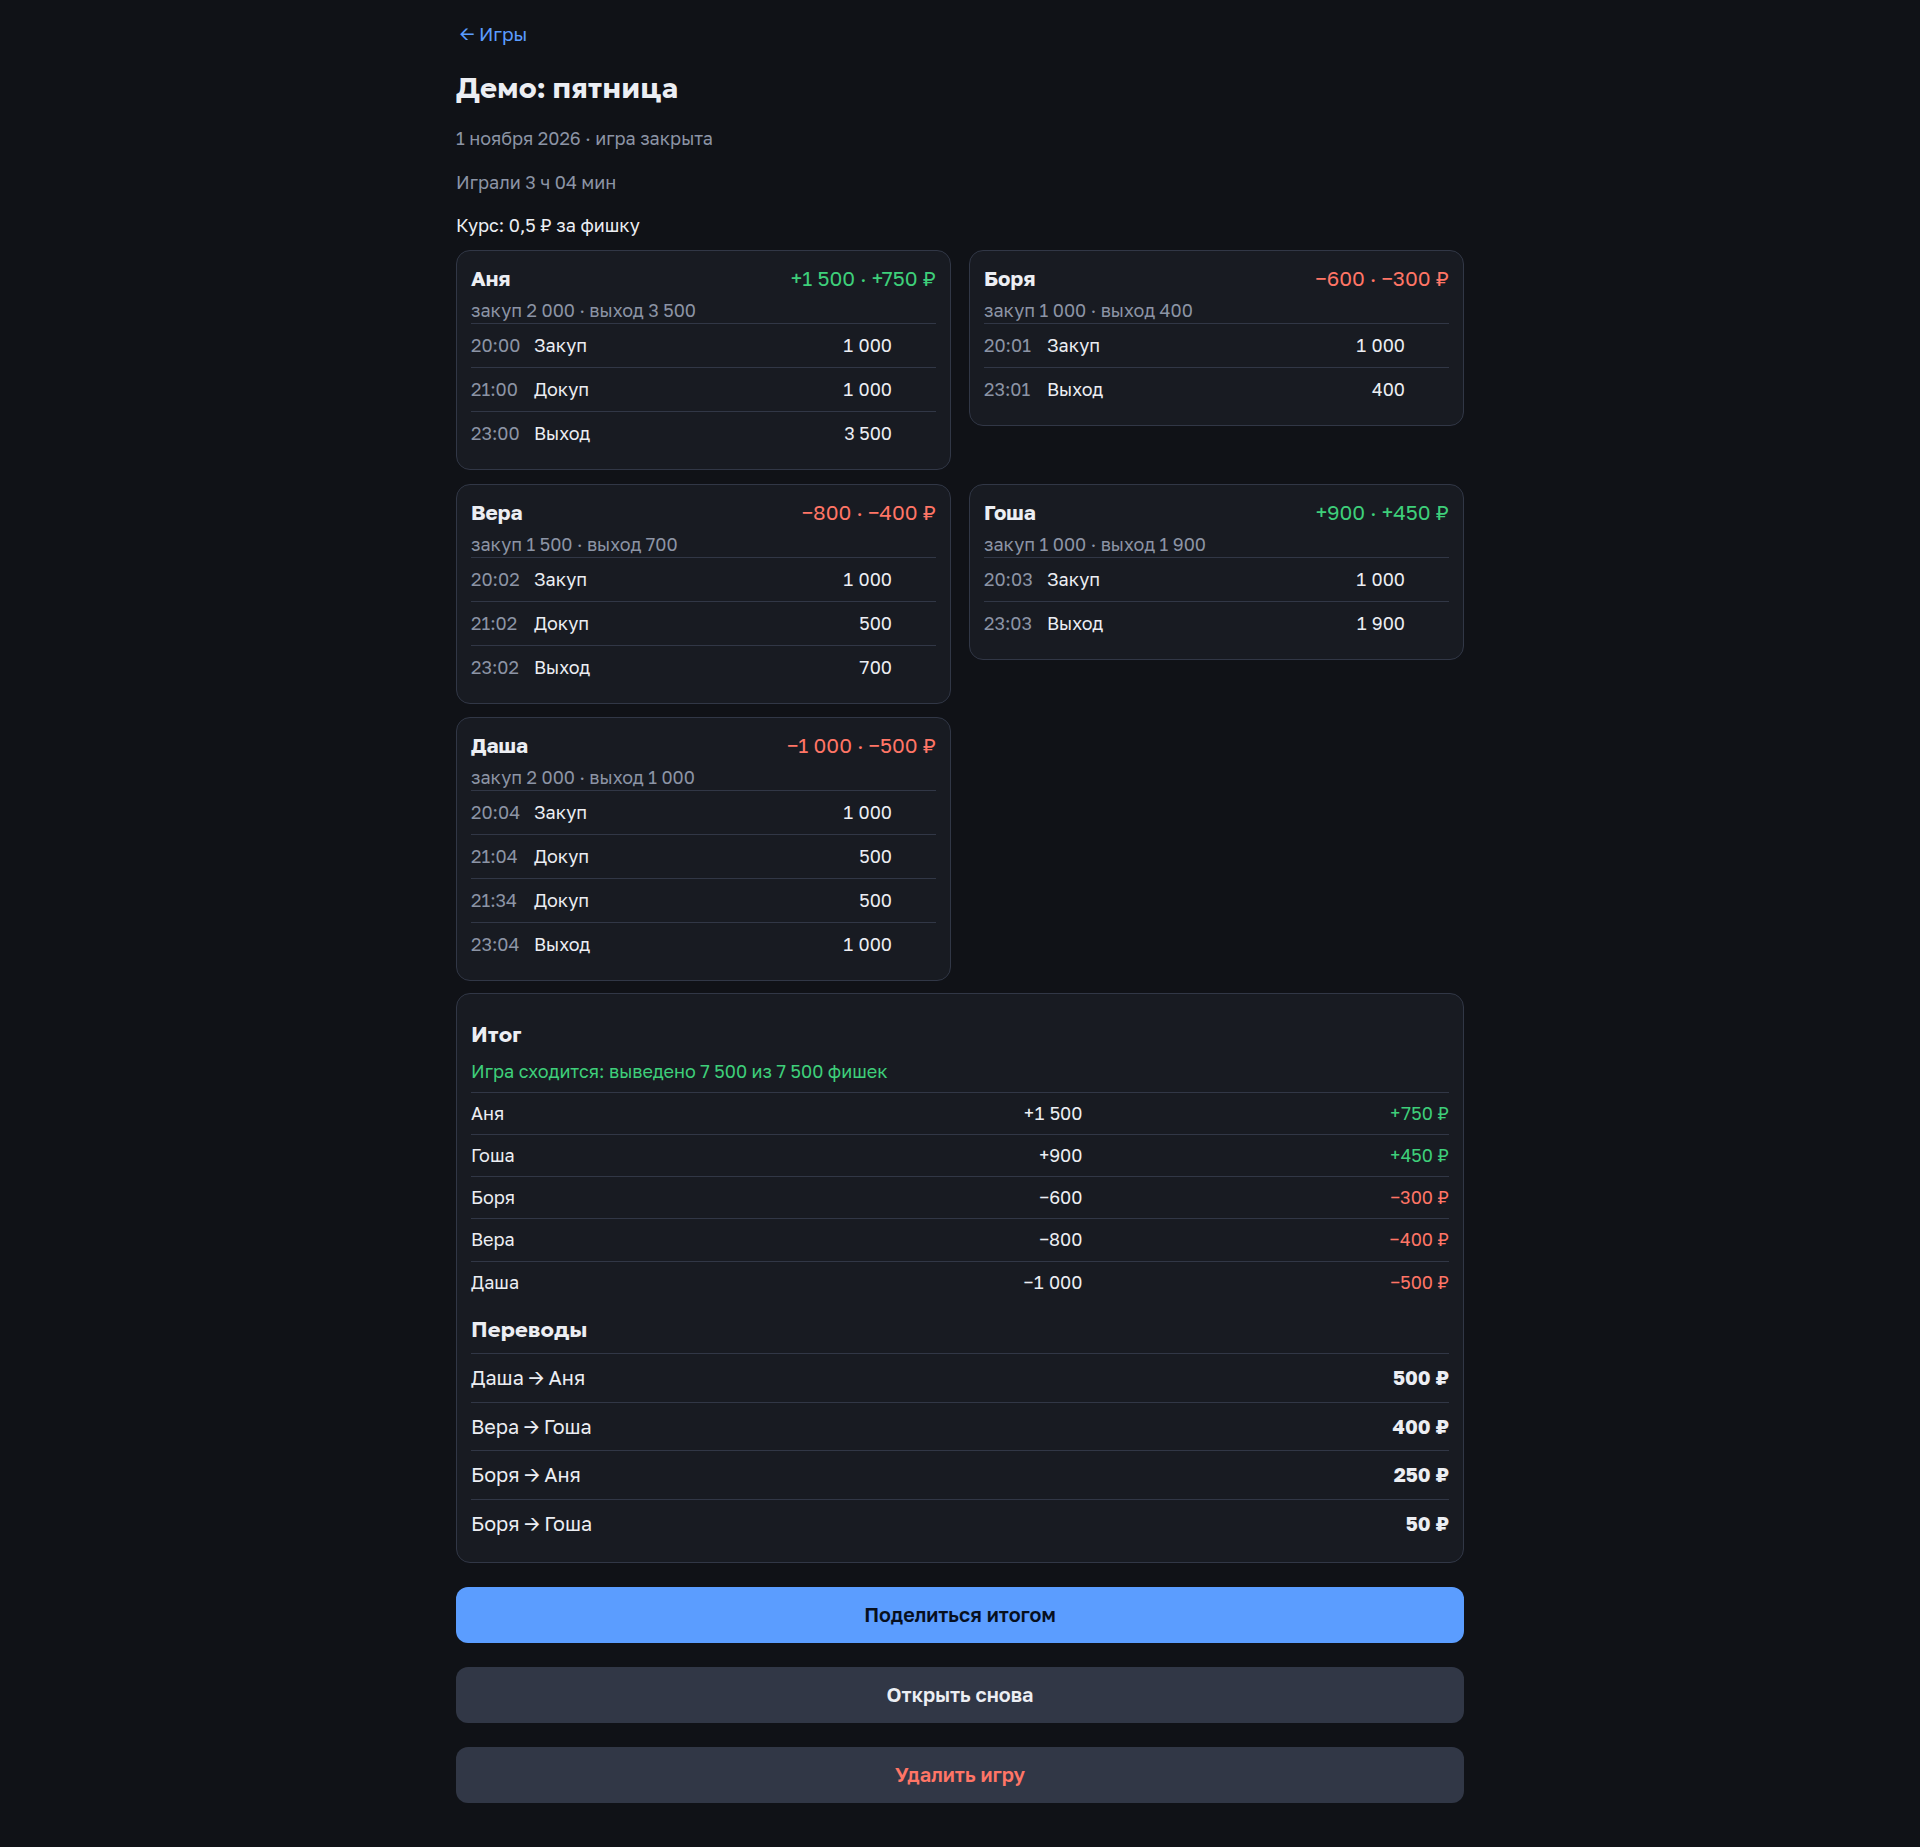 ← Игры
Демо: пятница
1 ноября 2026 · игра закрыта
Играли 3 ч 04 мин
Курс: 0,5 ₽ за фишку
Аня +1 500 · +750 ₽
закуп 2 000 · выход 3 500
20:00 Закуп 1 000
21:00 Докуп 1 000
23:00 Выход 3 500
Боря −600 · −300 ₽
закуп 1 000 · выход 400
20:01 Закуп 1 000
23:01 Выход 400
Вера −800 · −400 ₽
закуп 1 500 · выход 700
20:02 Закуп 1 000
21:02 Докуп 500
23:02 Выход 700
Гоша +900 · +450 ₽
закуп 1 000 · выход 1 900
20:03 Закуп 1 000
23:03 Выход 1 900
Даша −1 000 · −500 ₽
закуп 2 000 · выход 1 000
20:04 Закуп 1 000
21:04 Докуп 500
21:34 Докуп 500
23:04 Выход 1 000
Итог
Игра сходится: выведено 7 500 из 7 500 фишек
Аня +1 500 +750 ₽
Гоша +900 +450 ₽
Боря −600 −300 ₽
Вера −800 −400 ₽
Даша −1 000 −500 ₽
Переводы
Даша → Аня 500 ₽
Вера → Гоша 400 ₽
Боря → Аня 250 ₽
Боря → Гоша 50 ₽
Поделиться итогом
Открыть снова
Удалить игру